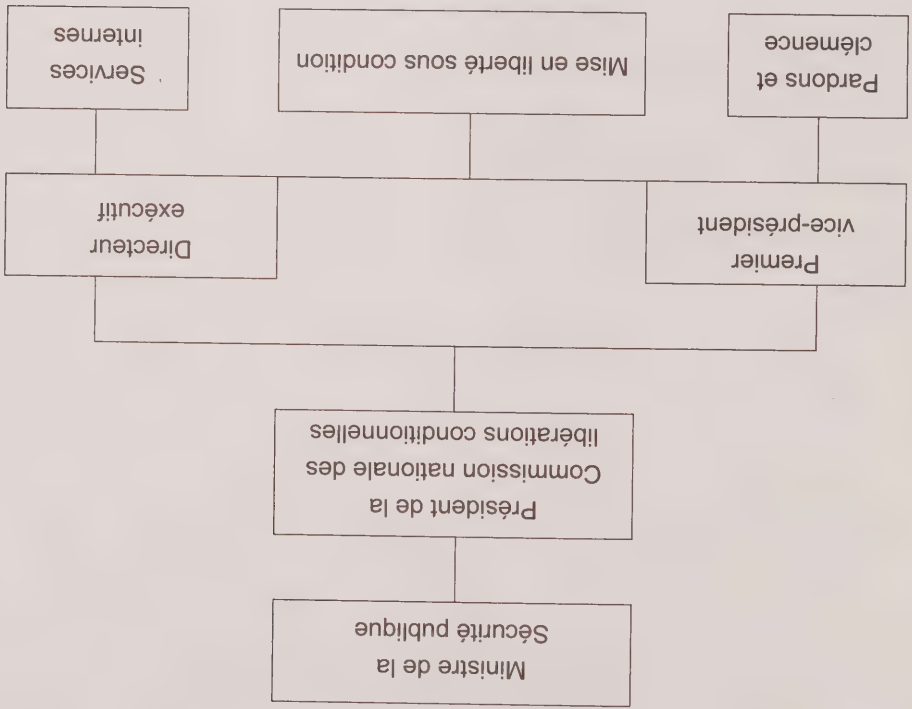 Ministre de la
Sécurité publique
Président de la
Commission nationale des
libérations conditionnelles
Premier
vice-président
Directeur
exécutif
Pardons et
clémence
Mise en liberté sous condition
Services
internes